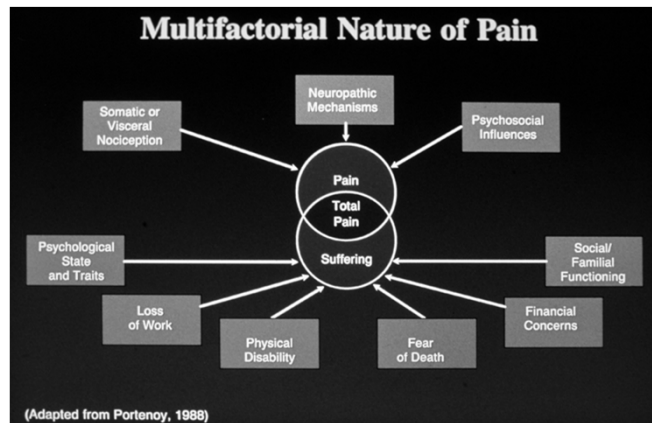 Multifactorial Nature of Pain
Neuropathic
Mechanisms
Somatic or
Visceral
Nociception
Psychosocial
Influences
Pain
Total
Pain
Suffering
Psychological
State
and Traits
Social/
Familial
Functioning
Loss
of Work
Physical
Disability
Fear
of Death
Financial
Concerns
(Adapted from Portenoy, 1988)